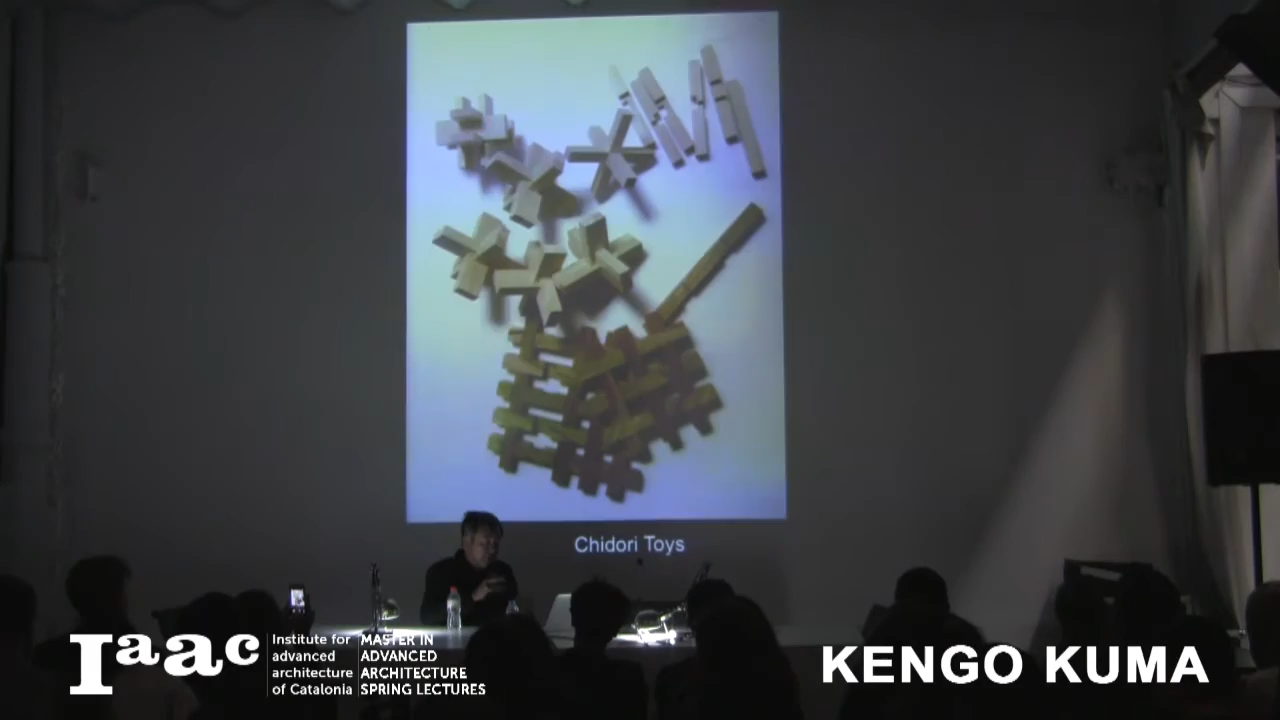 Chidori Toys
Iaac
Institute for
advanced
architecture
of Catalonia
MASTER IN
ADVANCED
ARCHITECTURE
SPRING LECTURES
KENGO KUMA